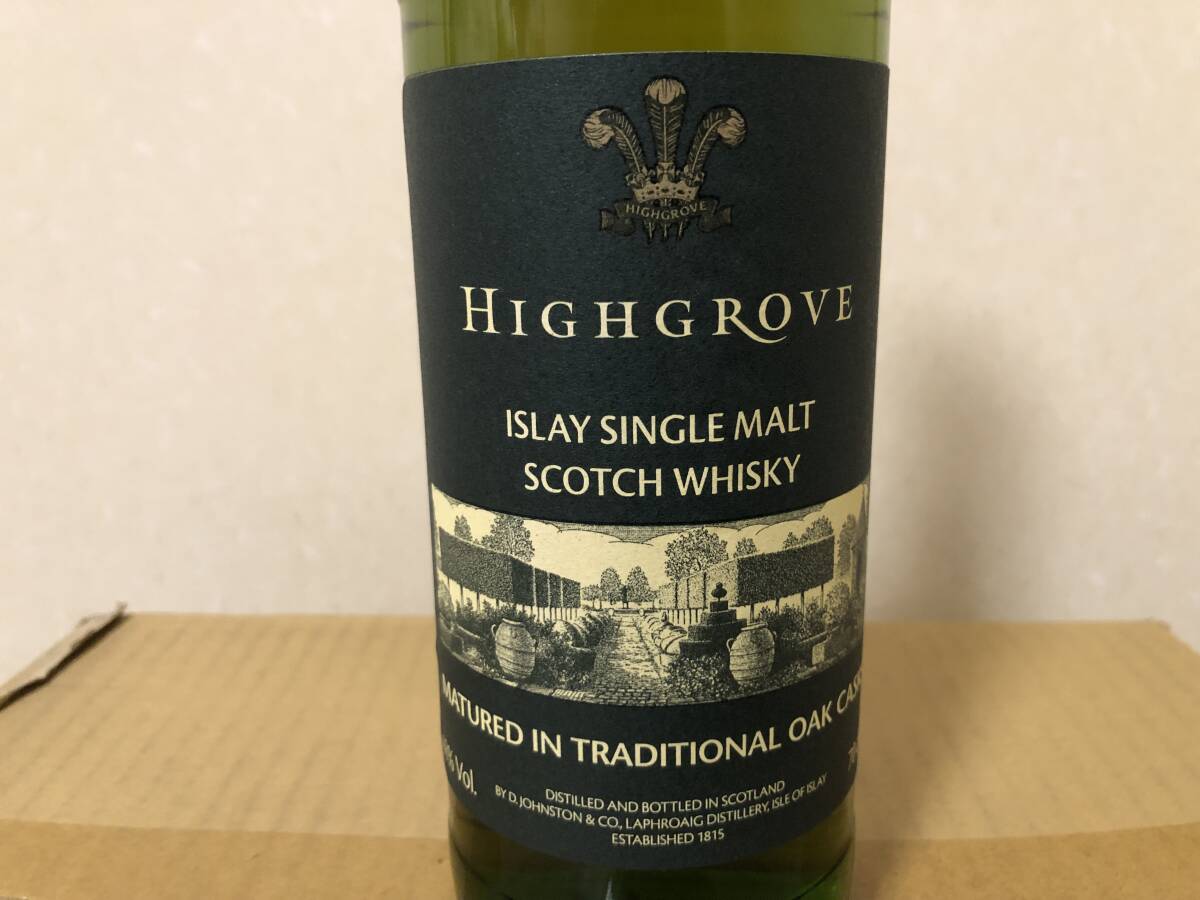 HIGHGROVE
HIGHGROVE
ISLAY SINGLE MALT
SCOTCH WHISKY
MATURED IN TRADITIONAL OAK
Vol.
DISTILLED AND BOTTLED IN SCOTLAND
BY D. JOHNSTON & CO., LAPHROAIG DISTILLERY, ISLE OF ISLAY
ESTABLISHED 1815